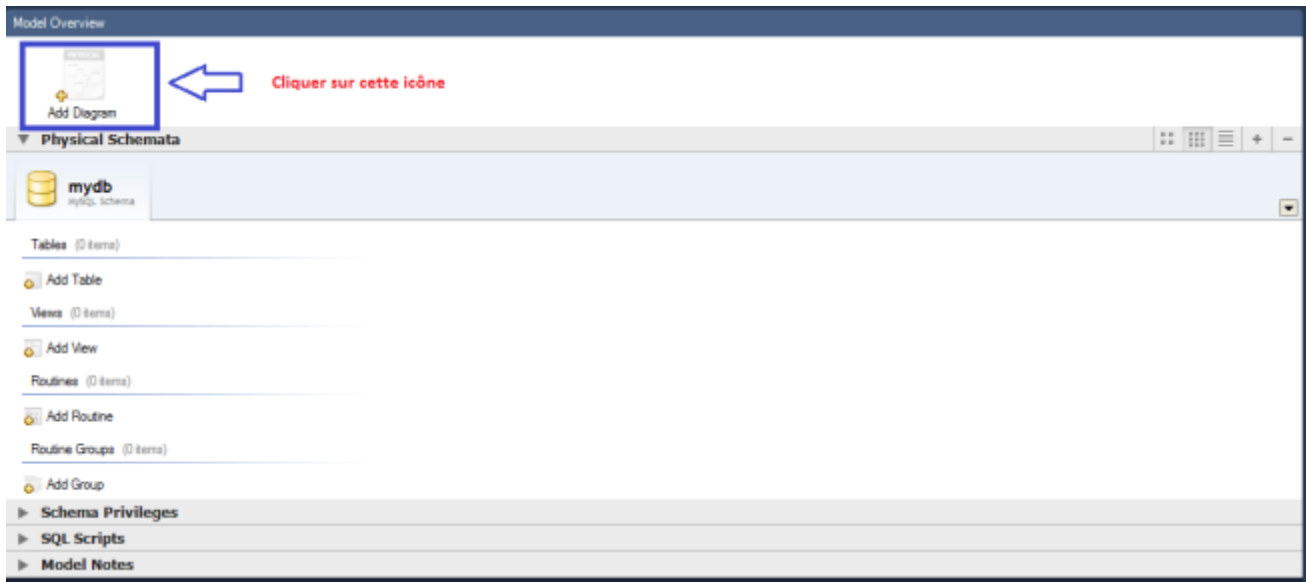 Model Overview
Cliquer sur cette icône
Add Diagram
Physical Schemata
mydb
MySQL Schema
Tables (0 items)
Add Table
Views (0 items)
Add View
Routines (0 items)
Add Routine
Routine Groups (0 items)
Add Group
Schema Privileges
SQL Scripts
Model Notes